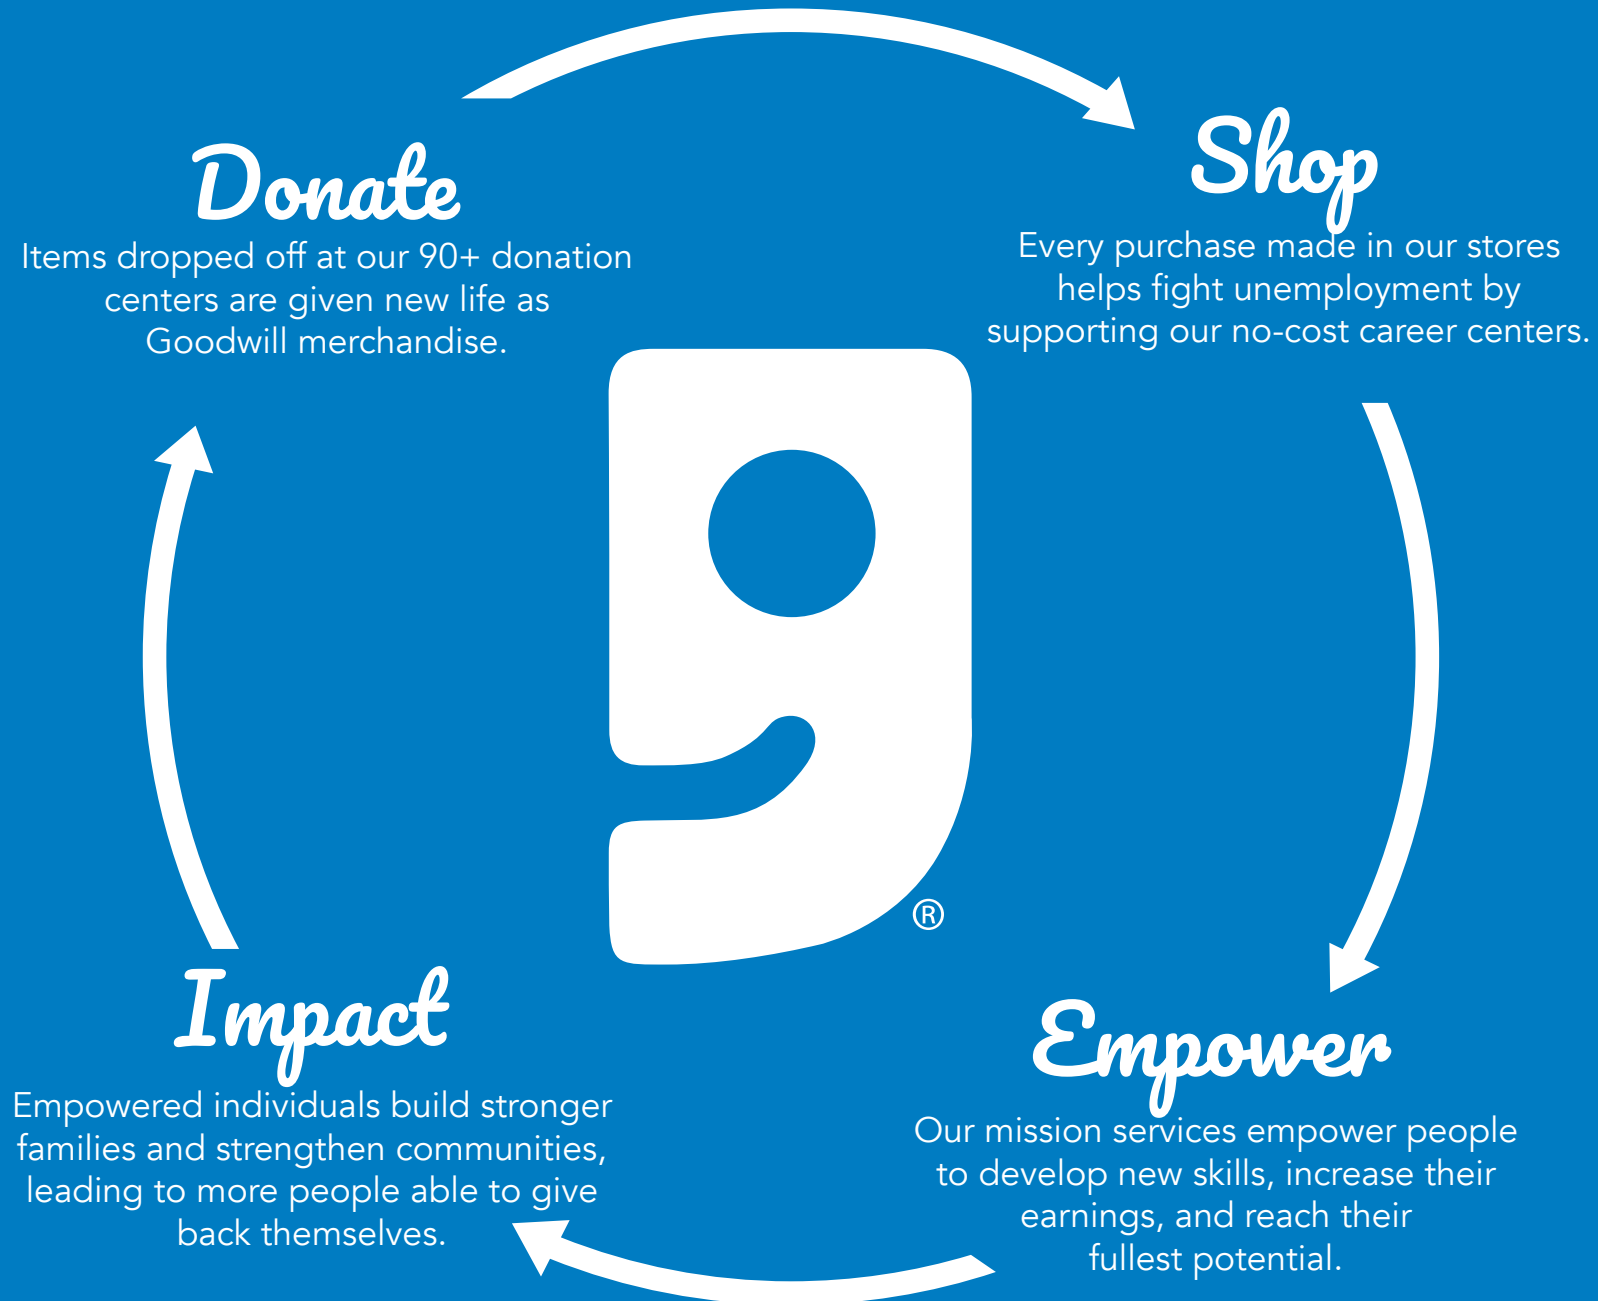 Donate
Items dropped off at our 90+ donation
centers are given new life as
Goodwill merchandise.
Shop
Every purchase made in our stores
helps fight unemployment by
supporting our no-cost career centers.
g
®
Empower
Our mission services empower people
to develop new skills, increase their
earnings, and reach their
fullest potential.
Impact
Empowered individuals build stronger
families and strengthen communities,
leading to more people able to give
back themselves.